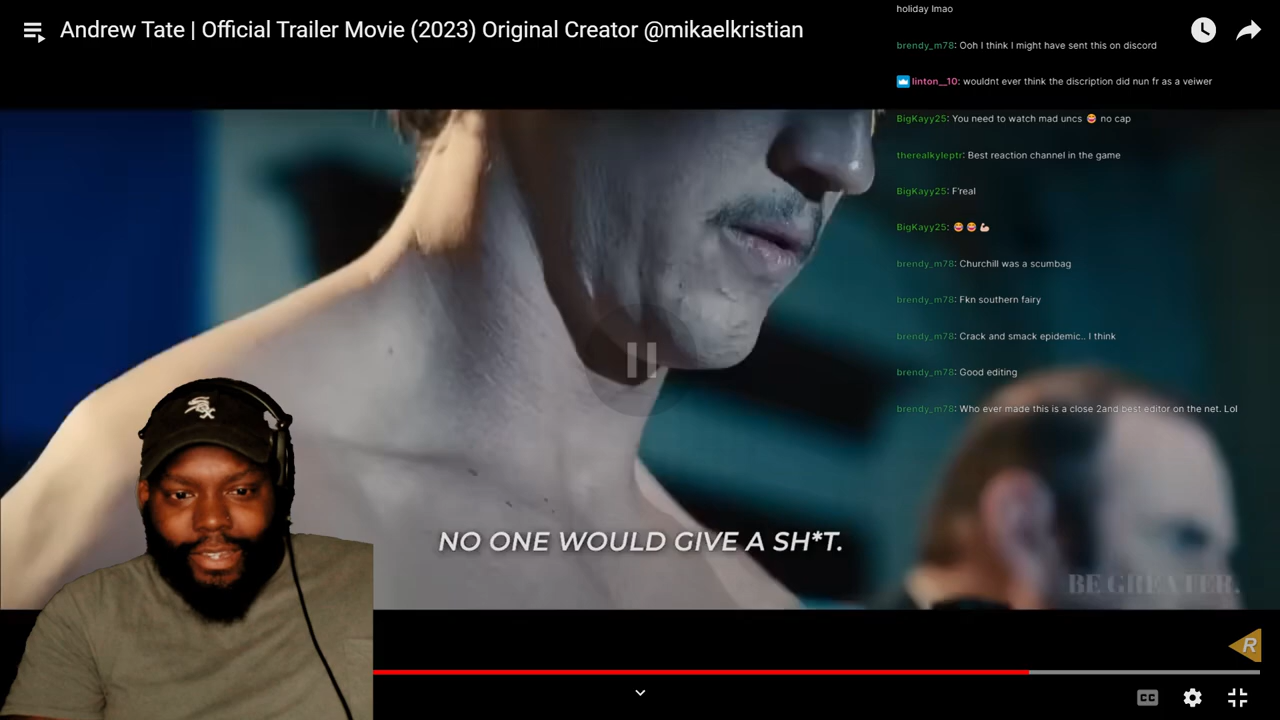 Andrew Tate | Official Trailer Movie (2023) Original Creator @mikaelkristian
holiday lmao
brendy_m78: Ooh I think I might have sent this on discord
linton__10: wouldnt ever think the discription did nun fr as a veiwer
BigKayy25: You need to watch mad uncs no cap
therealkyleptr: Best reaction channel in the game
BigKayy25: F'real
BigKayy25:
brendy_m78: Churchill was a scumbag
brendy_m78: Fkn southern fairy
brendy_m78: Crack and smack epidemic.. I think
brendy_m78: Good editing
brendy_m78: Who ever made this is a close 2and best editor on the net. Lol
NO ONE WOULD GIVE A SH*T.
BE GREATER.
R
CC